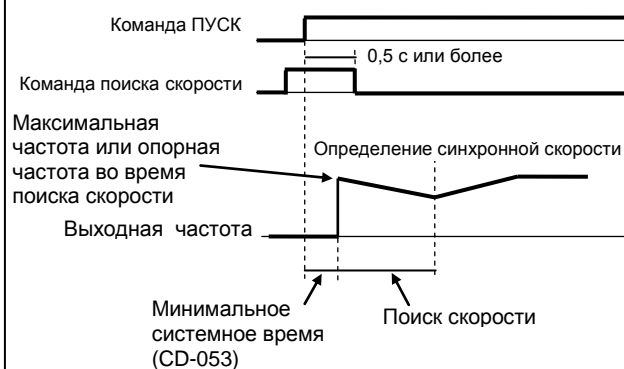 Команда ПУСК
0,5 с или более
Команда поиска скорости
Максимальная
частота или опорная
частота во время
поиска скорости
Определение синхронной скорости
Выходная частота
Минимальное
системное время
(CD-053)
Поиск скорости